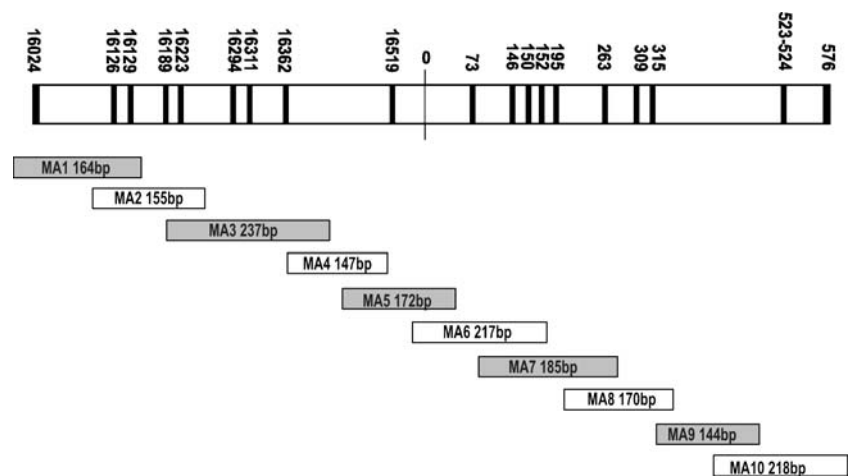 16024
16126
16129
16189
16223
16294
16311
16362
16519
0
73
146
150
152
195
263
309
315
523-524
576
MA1 164bp
MA2 155bp
MA3 237bp
MA4 147bp
MA5 172bp
MA6 217bp
MA7 185bp
MA8 170bp
MA9 144bp
MA10 218bp